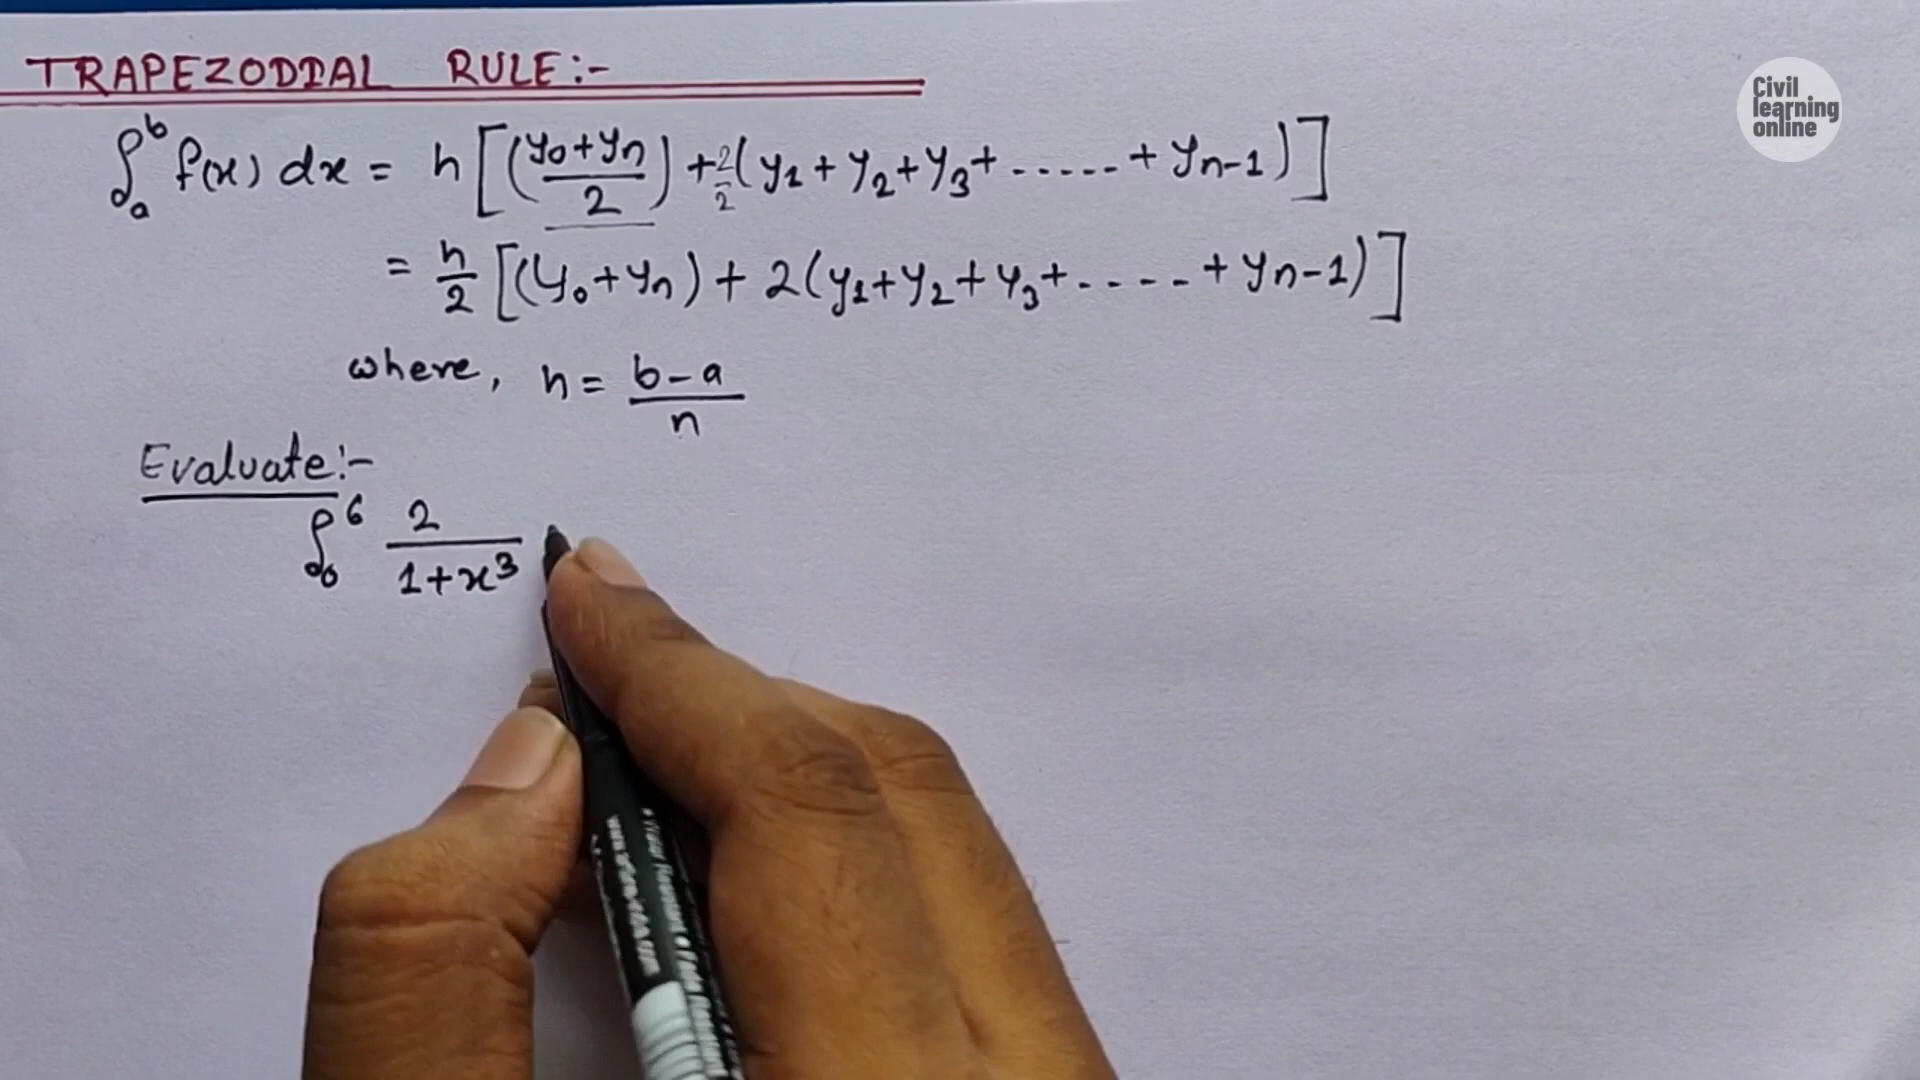 TRAPEZODIAL RULE:-
Civil
learning
online
∫_a^b f(x) dx = h [ ( (y₀+yₙ)/2 ) + 2/2 ( y₁ + y₂ + y₃ + ..... + yₙ₋₁ ) ]
= h/2 [ (y₀+yₙ) + 2 ( y₁+y₂+y₃+ ..... + yₙ₋₁ ) ]
where, h = (b-a)/n
Evaluate:-
∫₀⁶ 2/(1+x³)